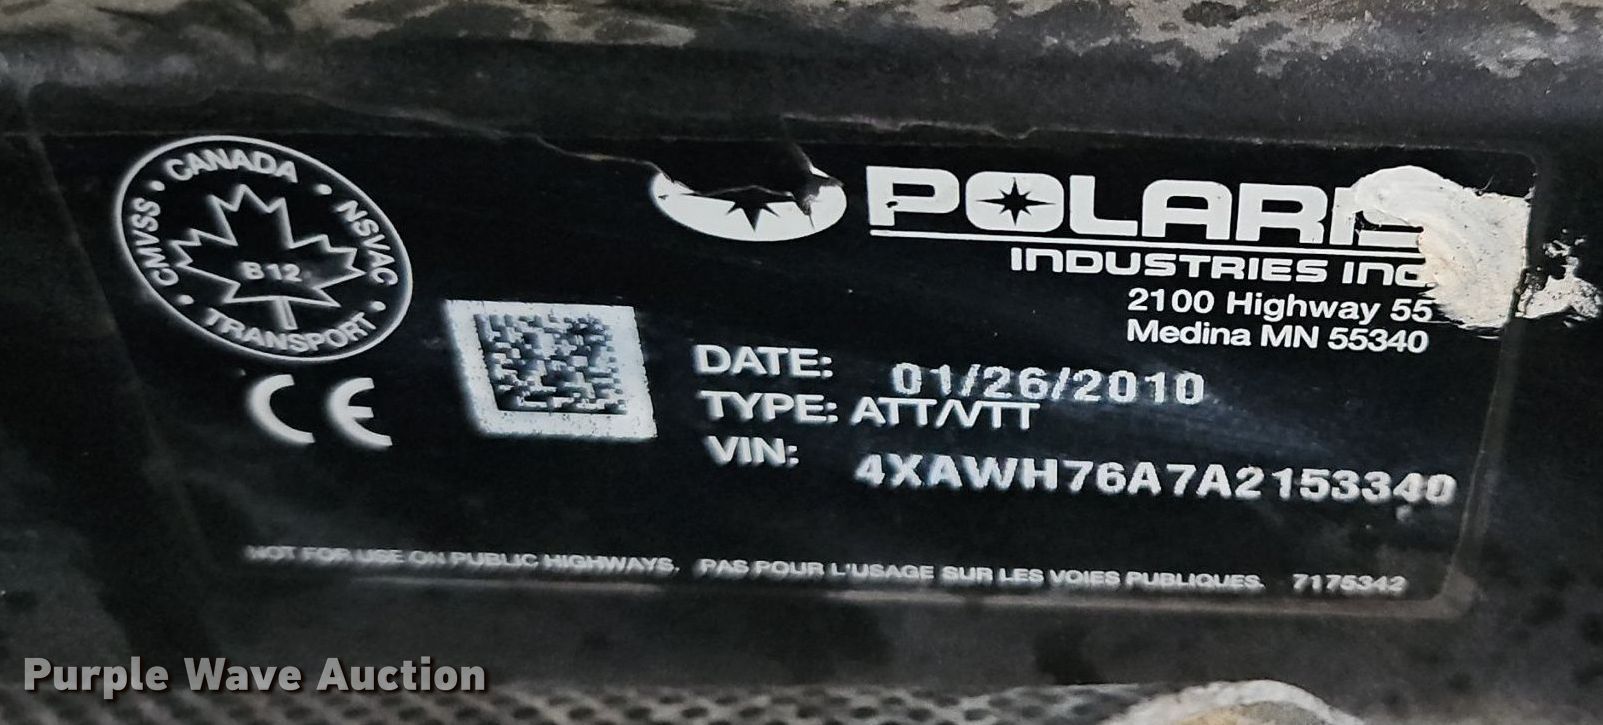 CANADA
CMVSS • NSVAC
B12
TRANSPORT
CE
POLARIS
INDUSTRIES INC.
2100 Highway 55
Medina MN 55340
DATE: 01/26/2010
TYPE: ATT/VTT
VIN: 4XAWH76A7A2153340
NOT FOR USE ON PUBLIC HIGHWAYS. PAS POUR L'USAGE SUR LES VOIES PUBLIQUES. 7175342
Purple Wave Auction